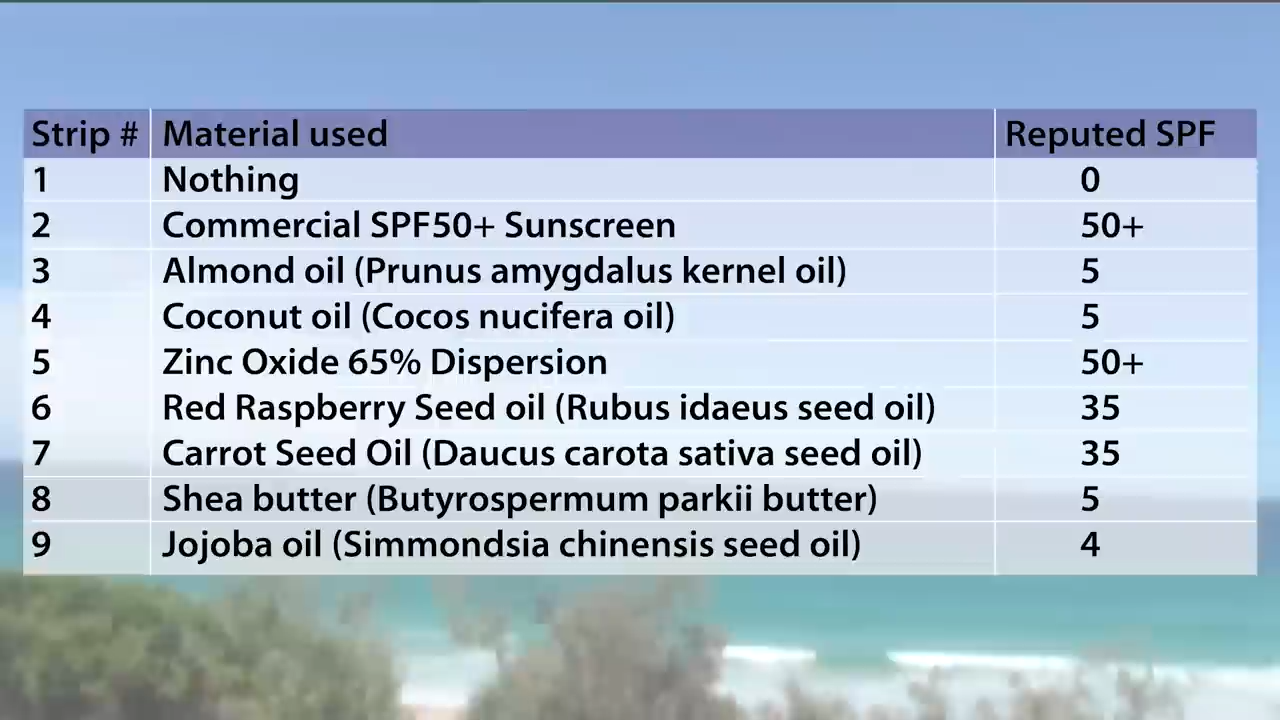 Strip # Material used Reputed SPF
1 Nothing 0
2 Commercial SPF50+ Sunscreen 50+
3 Almond oil (Prunus amygdalus kernel oil) 5
4 Coconut oil (Cocos nucifera oil) 5
5 Zinc Oxide 65% Dispersion 50+
6 Red Raspberry Seed oil (Rubus idaeus seed oil) 35
7 Carrot Seed Oil (Daucus carota sativa seed oil) 35
8 Shea butter (Butyrospermum parkii butter) 5
9 Jojoba oil (Simmondsia chinensis seed oil) 4